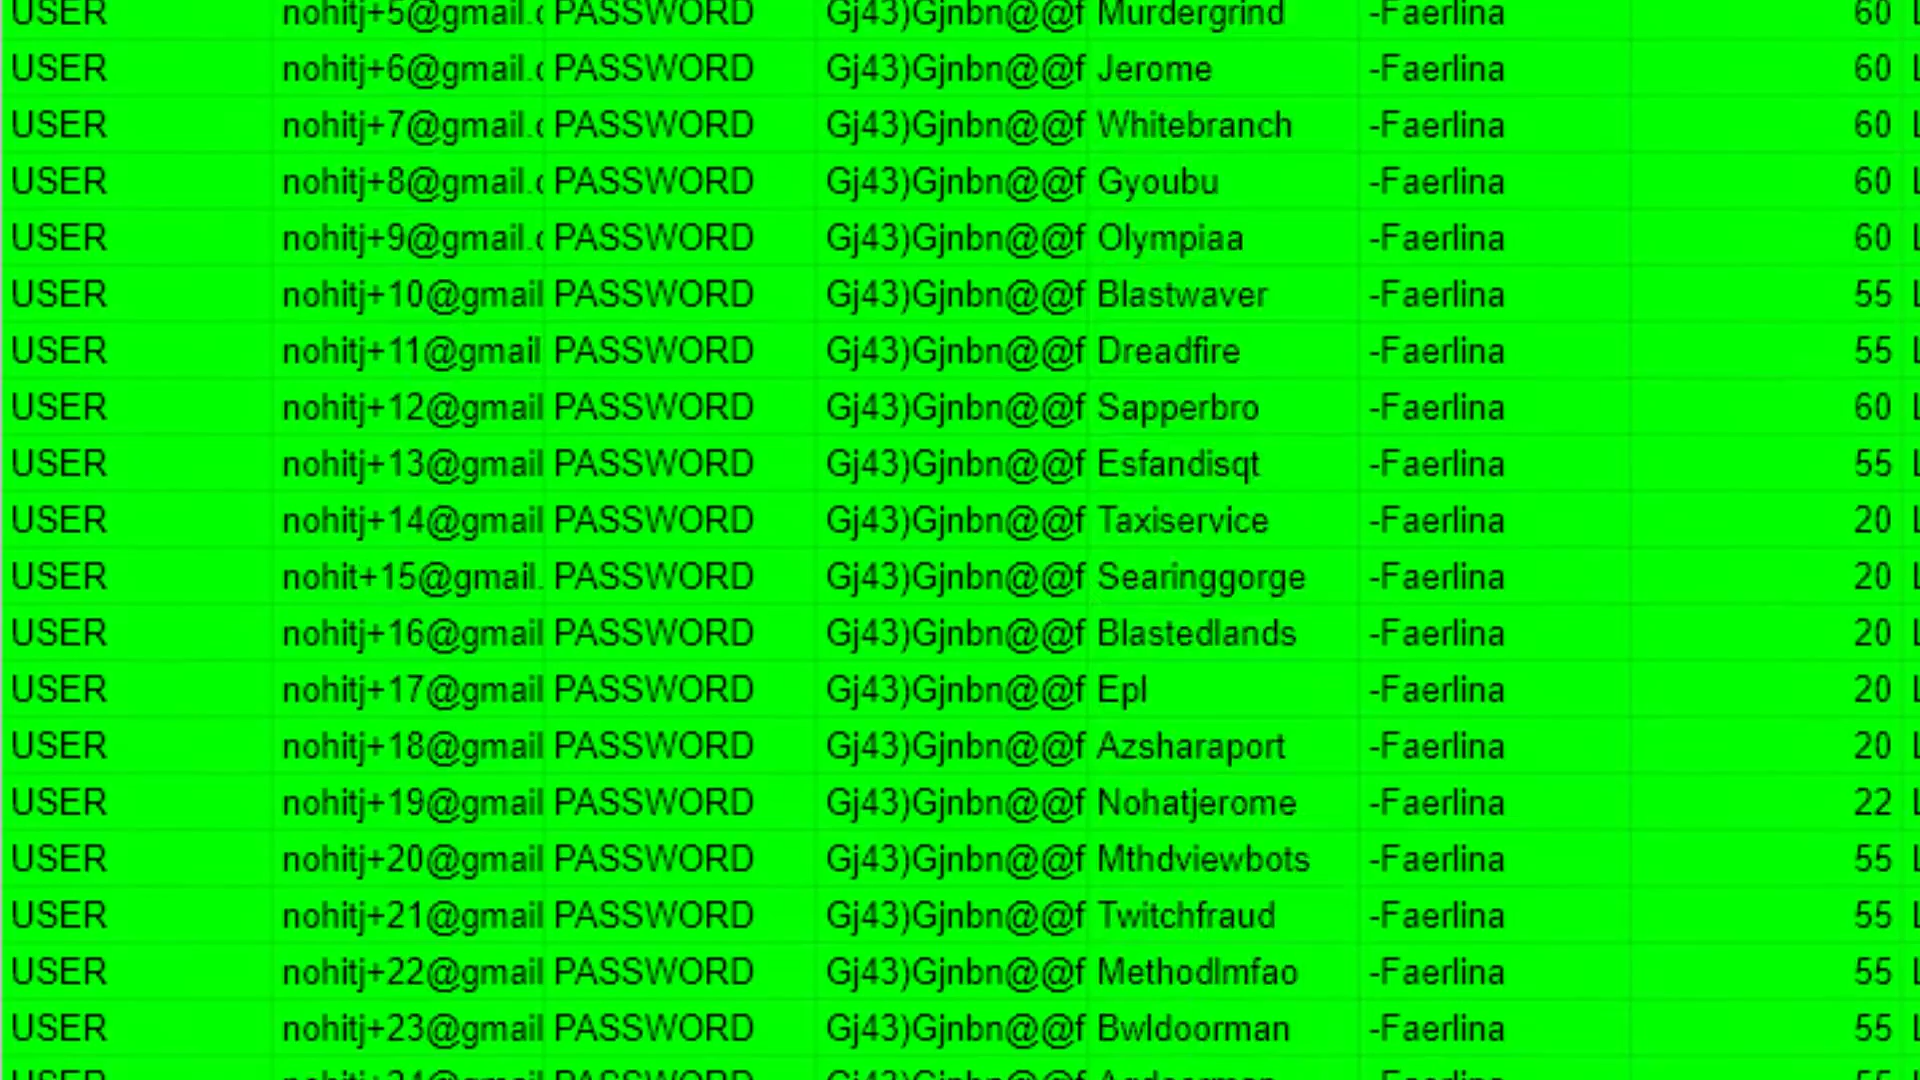 USER nohitj+5@gmail.c PASSWORD Gj43)Gjnbn@@f Murdergrind -Faerlina 60
USER nohitj+6@gmail.c PASSWORD Gj43)Gjnbn@@f Jerome -Faerlina 60
USER nohitj+7@gmail.c PASSWORD Gj43)Gjnbn@@f Whitebranch -Faerlina 60
USER nohitj+8@gmail.c PASSWORD Gj43)Gjnbn@@f Gyoubu -Faerlina 60
USER nohitj+9@gmail.c PASSWORD Gj43)Gjnbn@@f Olympiaa -Faerlina 60
USER nohitj+10@gmail PASSWORD Gj43)Gjnbn@@f Blastwaver -Faerlina 55
USER nohitj+11@gmail PASSWORD Gj43)Gjnbn@@f Dreadfire -Faerlina 55
USER nohitj+12@gmail PASSWORD Gj43)Gjnbn@@f Sapperbro -Faerlina 60
USER nohitj+13@gmail PASSWORD Gj43)Gjnbn@@f Esfandisqt -Faerlina 55
USER nohitj+14@gmail PASSWORD Gj43)Gjnbn@@f Taxiservice -Faerlina 20
USER nohit+15@gmail. PASSWORD Gj43)Gjnbn@@f Searinggorge -Faerlina 20
USER nohitj+16@gmail PASSWORD Gj43)Gjnbn@@f Blastedlands -Faerlina 20
USER nohitj+17@gmail PASSWORD Gj43)Gjnbn@@f Epl -Faerlina 20
USER nohitj+18@gmail PASSWORD Gj43)Gjnbn@@f Azsharaport -Faerlina 20
USER nohitj+19@gmail PASSWORD Gj43)Gjnbn@@f Nohatjerome -Faerlina 22
USER nohitj+20@gmail PASSWORD Gj43)Gjnbn@@f Mthdviewbots -Faerlina 55
USER nohitj+21@gmail PASSWORD Gj43)Gjnbn@@f Twitchfraud -Faerlina 55
USER nohitj+22@gmail PASSWORD Gj43)Gjnbn@@f Methodlmfao -Faerlina 55
USER nohitj+23@gmail PASSWORD Gj43)Gjnbn@@f Bwldoorman -Faerlina 55